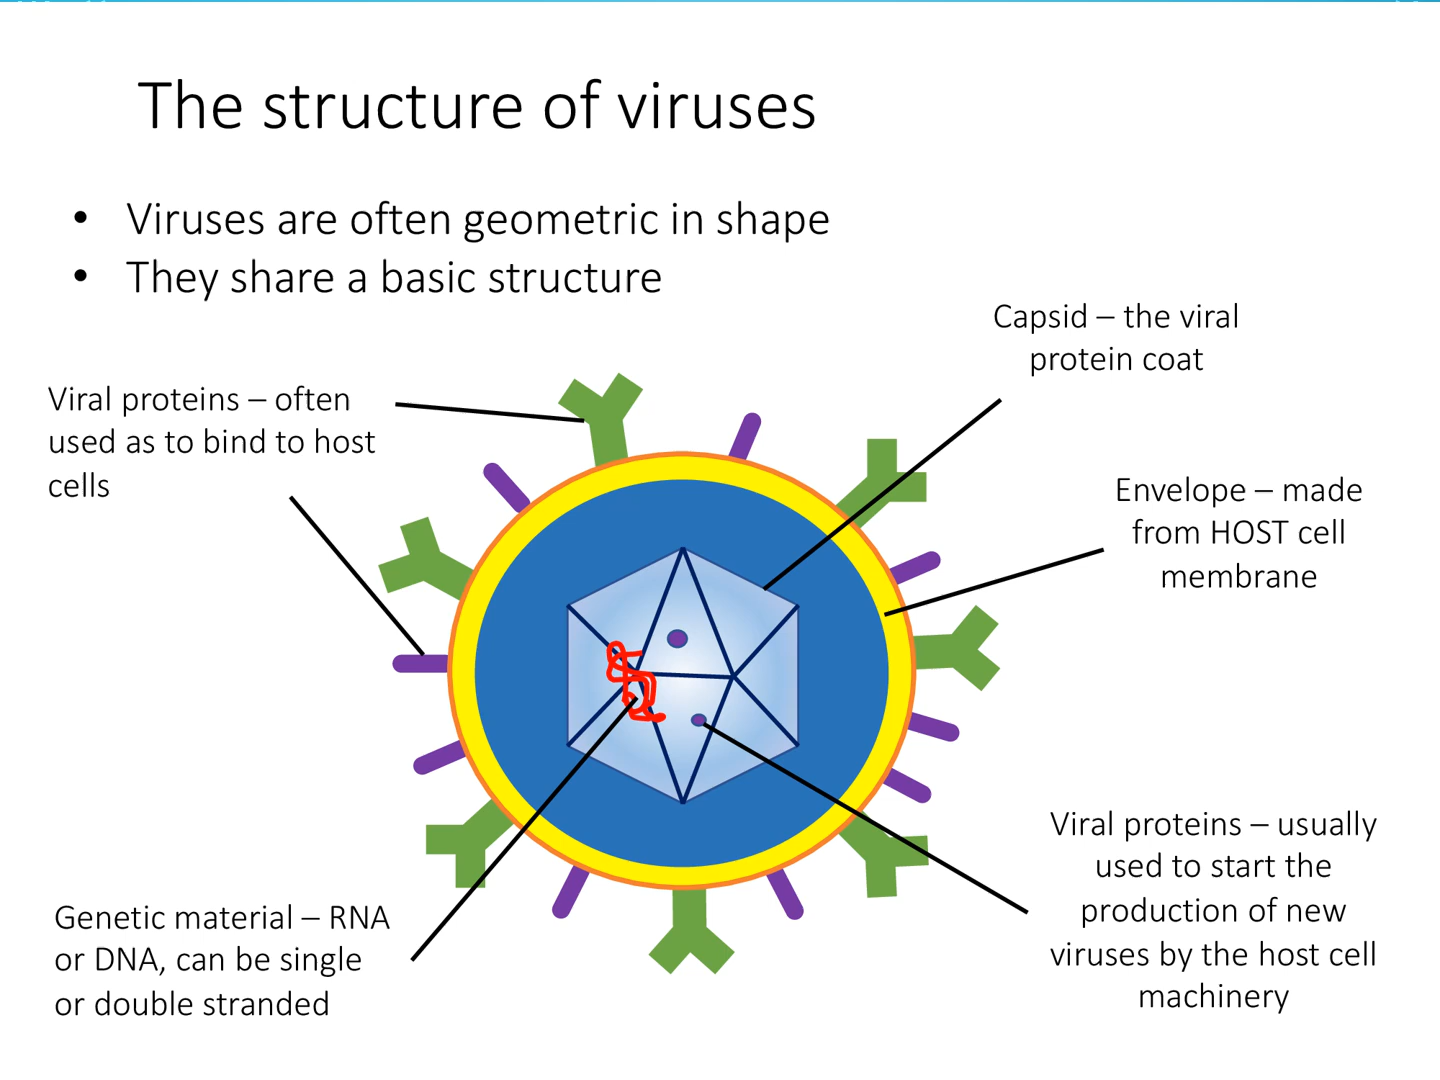 The structure of viruses
• Viruses are often geometric in shape
• They share a basic structure
Capsid – the viral
protein coat
Viral proteins – often
used as to bind to host
cells
Envelope – made
from HOST cell
membrane
Viral proteins – usually
used to start the
production of new
viruses by the host cell
machinery
Genetic material – RNA
or DNA, can be single
or double stranded